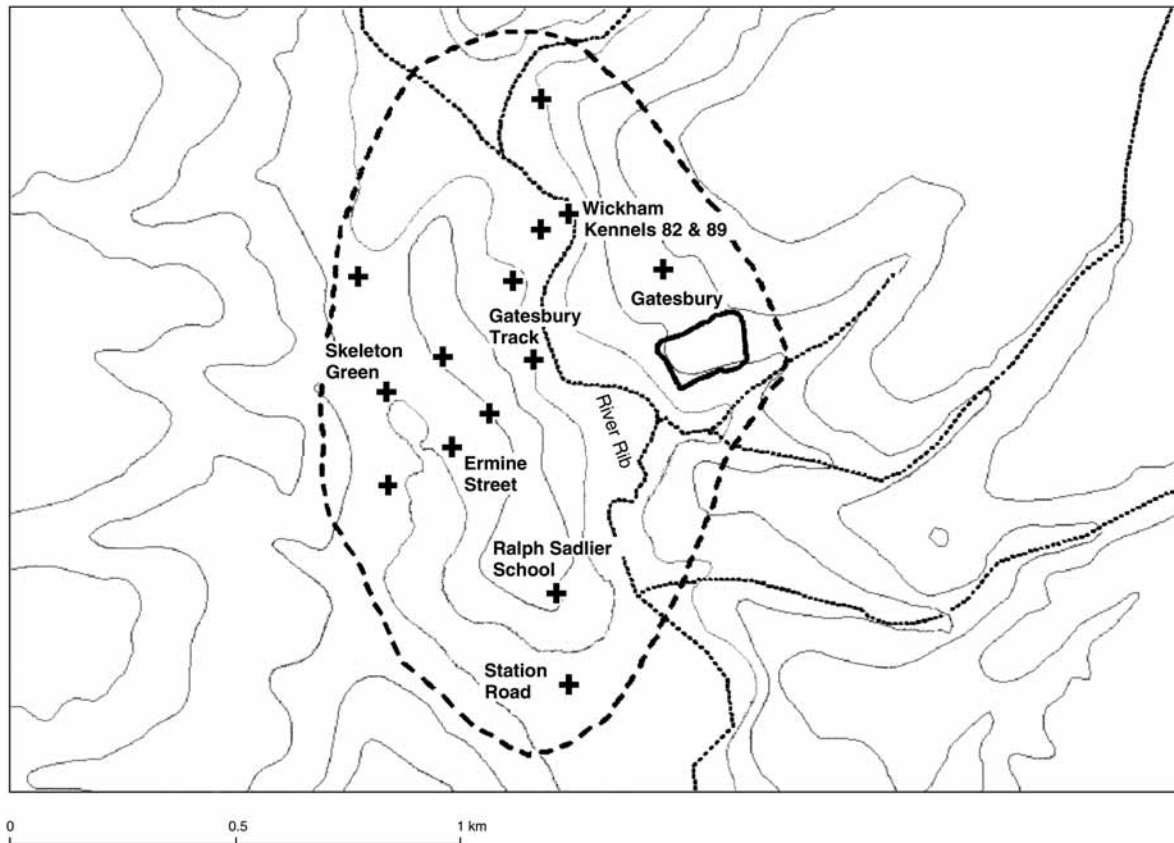 Wickham
Kennels 82 & 89
Gatesbury
Gatesbury
Track
Skeleton
Green
River Rib
Ermine
Street
Ralph Sadlier
School
Station
Road
0 0.5 1 km